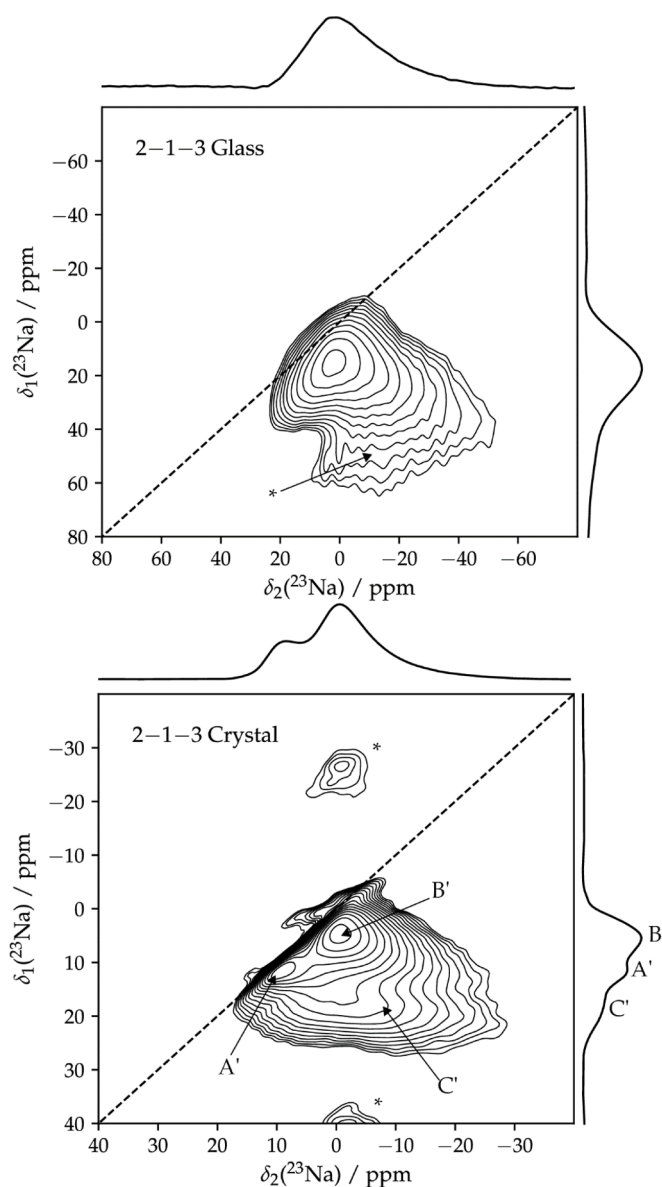 2−1−3 Glass
−60
−40
−20
0
20
40
60
80
δ₁(²³Na) / ppm
*
80 60 40 20 0 −20 −40 −60
δ₂(²³Na) / ppm
2−1−3 Crystal
*
−30
−20
−10
0
10
20
30
40
δ₁(²³Na) / ppm
B'
A'
C'
*
B
A'
C'
40 30 20 10 0 −10 −20 −30
δ₂(²³Na) / ppm